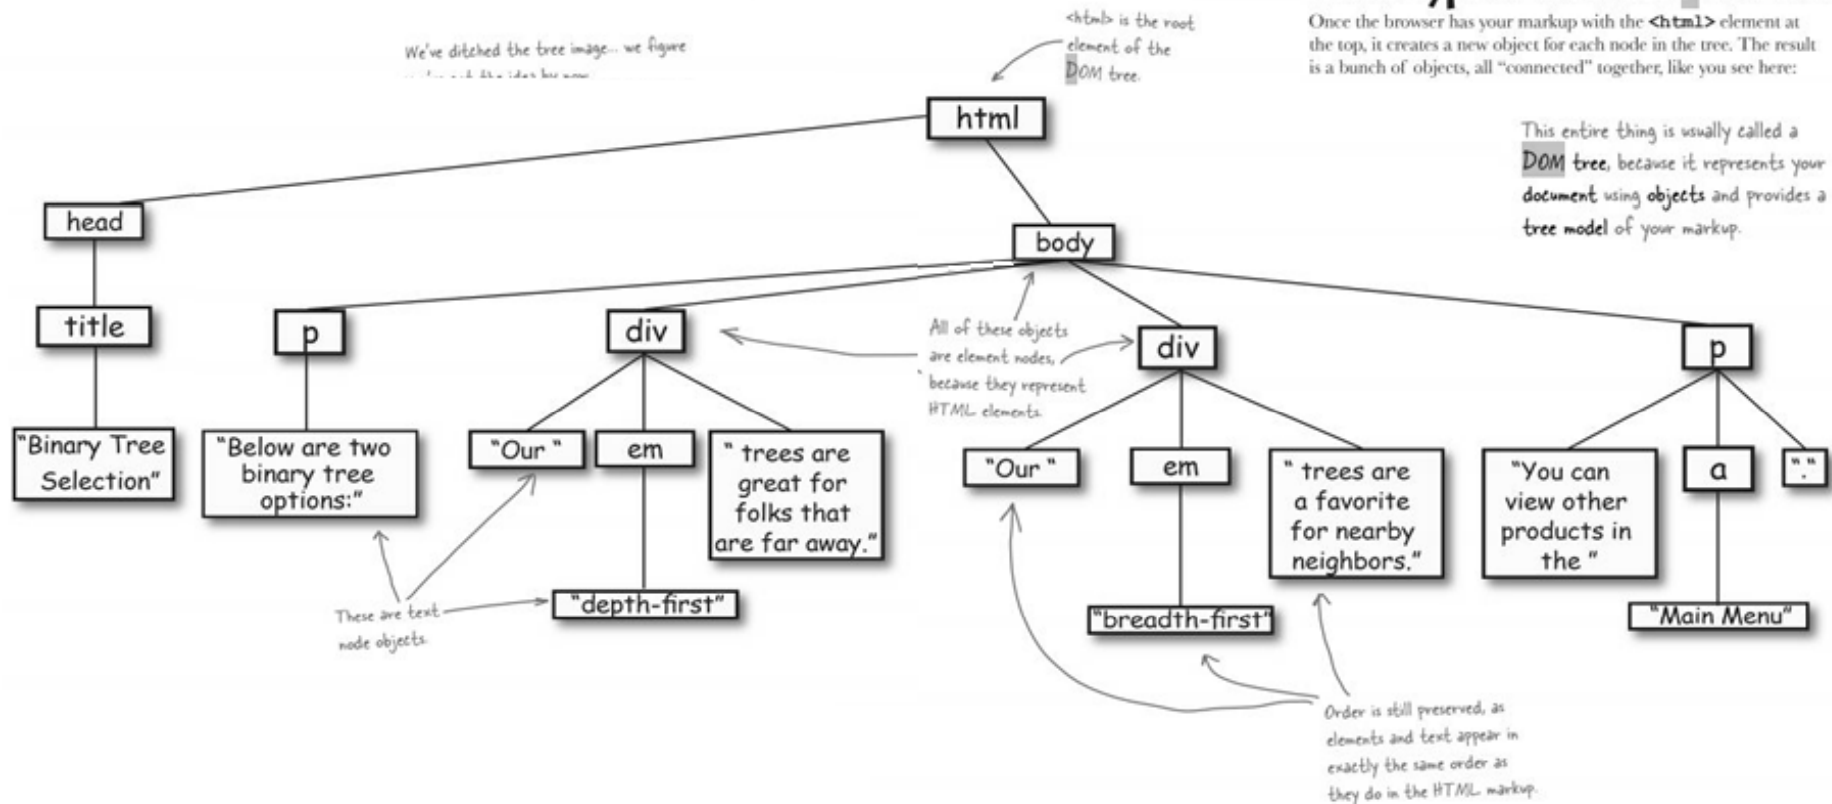 We've ditched the tree image... we figure
<html> is the root
element of the
DOM tree.
Once the browser has your markup with the <html> element at
the top, it creates a new object for each node in the tree. The result
is a bunch of objects, all “connected” together, like you see here:
This entire thing is usually called a
DOM tree, because it represents your
document using objects and provides a
tree model of your markup.
html
head
body
title
p
div
div
p
All of these objects
are element nodes,
because they represent
HTML elements.
"Binary Tree
Selection"
"Below are two
binary tree
options:"
"Our "
em
" trees are
great for
folks that
are far away."
"Our "
em
" trees are
a favorite
for nearby
neighbors."
"You can
view other
products in
the "
a
"."
"depth-first"
"breadth-first"
"Main Menu"
These are text
node objects.
Order is still preserved, as
elements and text appear in
exactly the same order as
they do in the HTML markup.